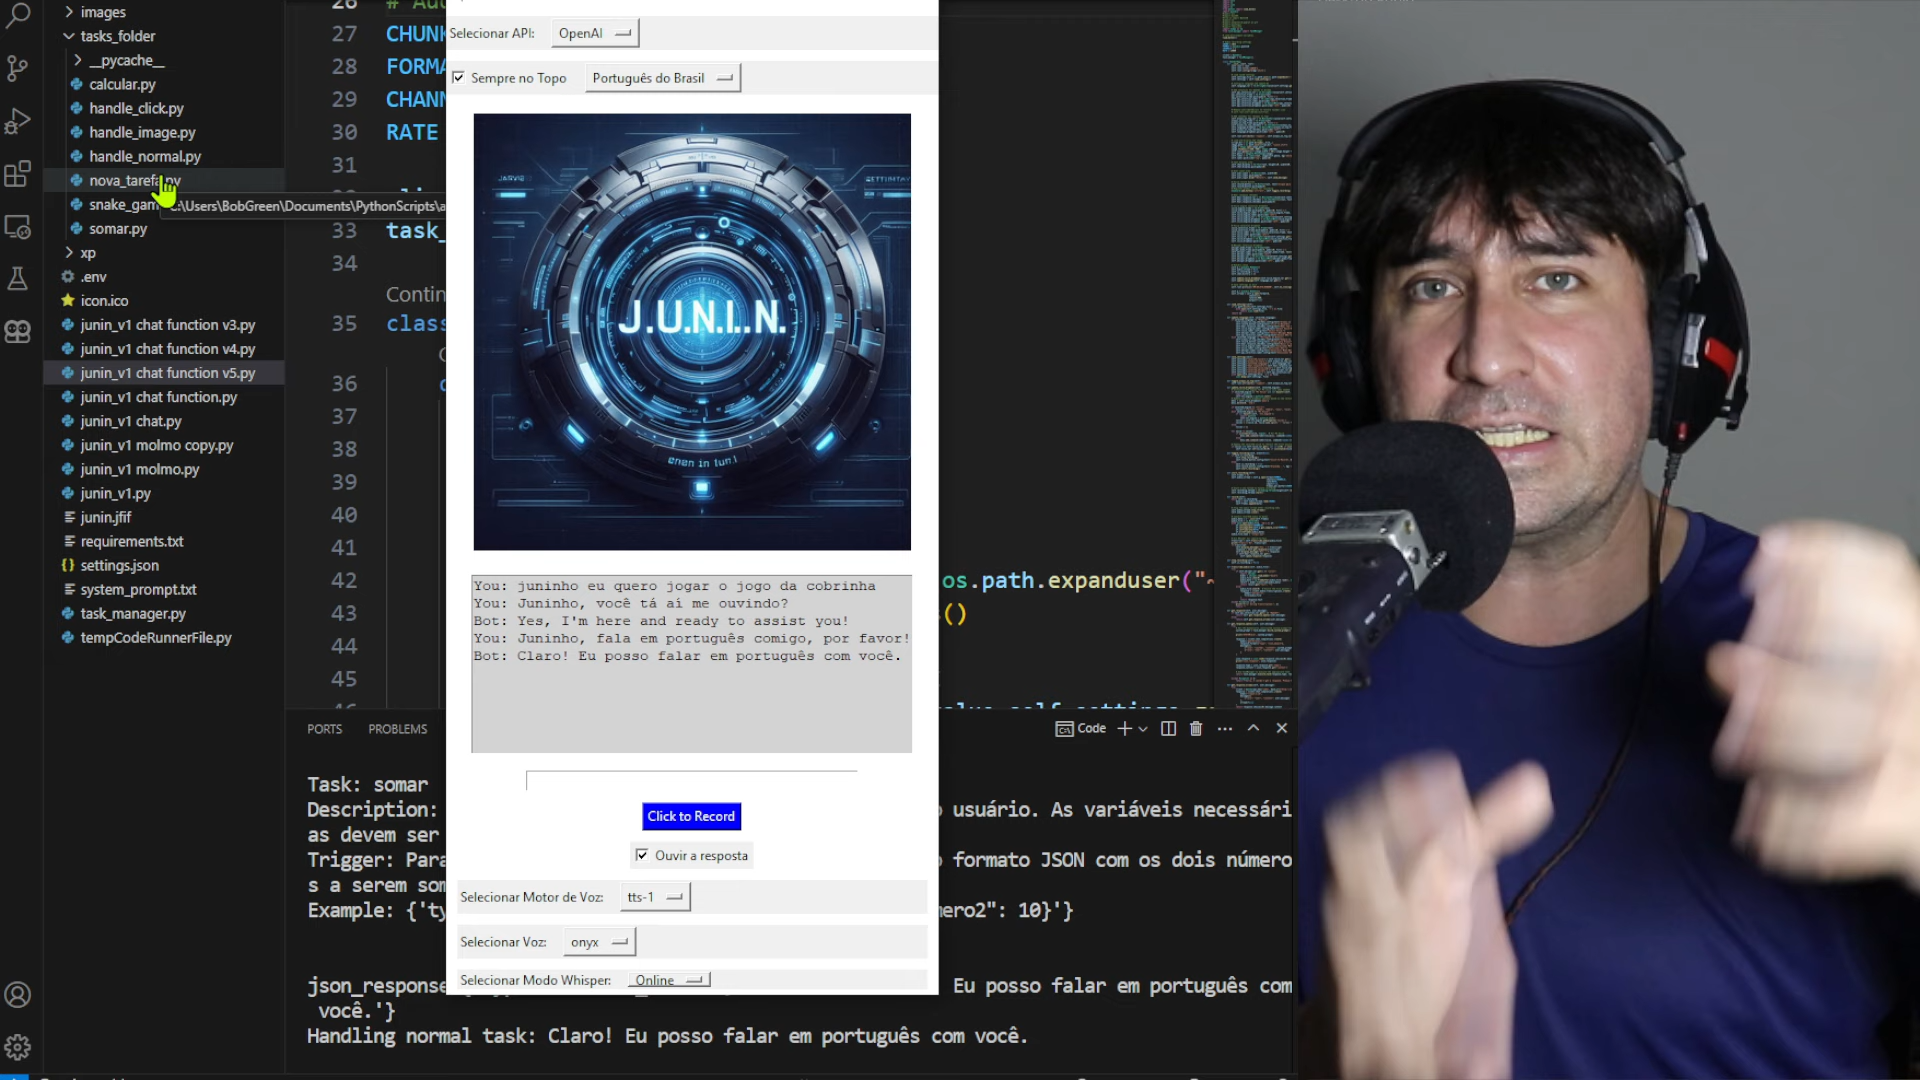 images
tasks_folder
__pycache__
calcular.py
handle_click.py
handle_image.py
handle_normal.py
nova_tarefa.py
C:\Users\BobGreen\Documents\PythonScripts\a
somar.py
xp
.env
icon.ico
junin_v1 chat function v3.py
junin_v1 chat function v4.py
junin_v1 chat function v5.py
junin_v1 chat function.py
junin_v1 chat.py
junin_v1 molmo copy.py
junin_v1 molmo.py
junin_v1.py
junin.jfif
requirements.txt
settings.json
system_prompt.txt
task_manager.py
tempCodeRunnerFile.py
27 CHUNK
28 FORMA
29 CHANN
30 RATE
31
33 task_
34
Contin
35 class
36
37
38
39
40
41
42 os.path.expanduser("~
43 ()
44
45
Selecionar API: OpenAI
Sempre no Topo Português do Brasil
JARVIS
J.U.N.I..N.
You: juninho eu quero jogar o jogo da cobrinha
You: Juninho, você tá aí me ouvindo?
Bot: Yes, I'm here and ready to assist you!
You: Juninho, fala em português comigo, por favor!
Bot: Claro! Eu posso falar em português com você.
Click to Record
Ouvir a resposta
Selecionar Motor de Voz: tts-1
Selecionar Voz: onyx
Selecionar Modo Whisper: Online
PORTS PROBLEMS Code
Task: somar
Description: usuário. As variáveis necessári
as devem ser
Trigger: Para formato JSON com os dois número
s a serem som
Example: {'ty mero2": 10}'}
json_response Eu posso falar em português com
você.'}
Handling normal task: Claro! Eu posso falar em português com você.